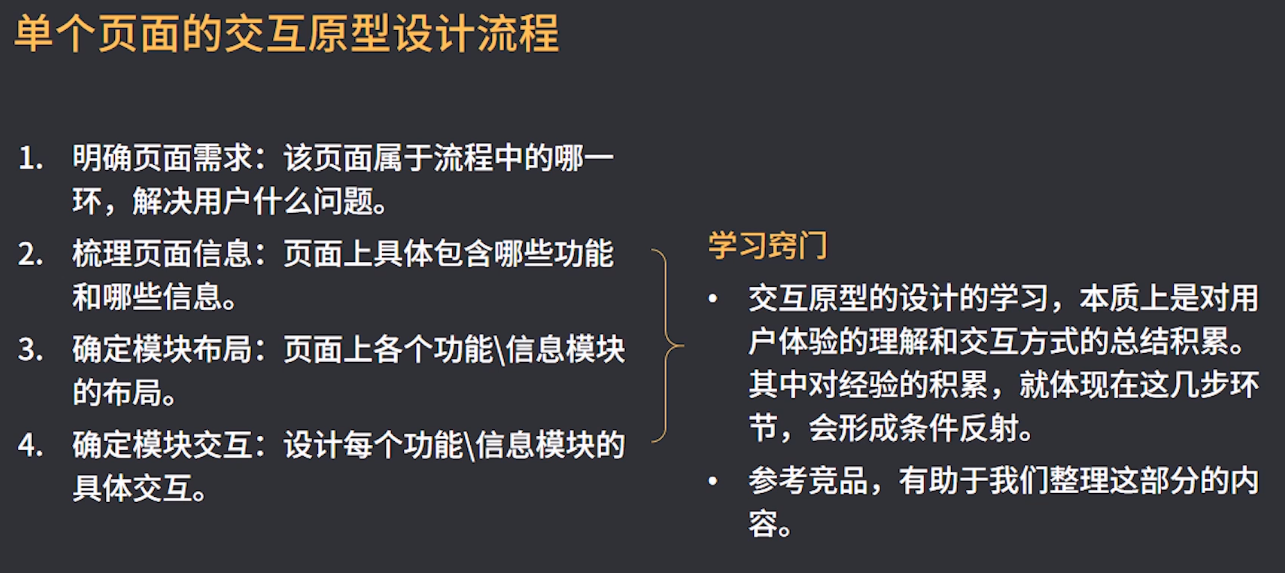 单个页面的交互原型设计流程
1. 明确页面需求：该页面属于流程中的哪一
环，解决用户什么问题。
2. 梳理页面信息：页面上具体包含哪些功能
和哪些信息。
3. 确定模块布局：页面上各个功能\信息模块
的布局。
4. 确定模块交互：设计每个功能\信息模块的
具体交互。
学习窍门
• 交互原型的设计的学习，本质上是对用
户体验的理解和交互方式的总结积累。
其中对经验的积累，就体现在这几步环
节，会形成条件反射。
• 参考竞品，有助于我们整理这部分的内
容。